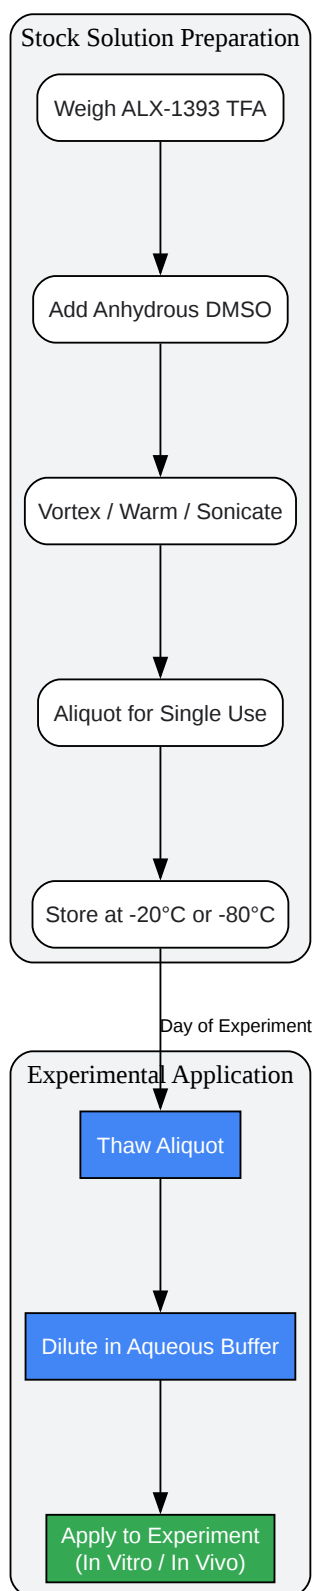 Stock Solution Preparation
Weigh ALX-1393 TFA
Add Anhydrous DMSO
Vortex / Warm / Sonicate
Aliquot for Single Use
Store at -20°C or -80°C
Day of Experiment
Experimental Application
Thaw Aliquot
Dilute in Aqueous Buffer
Apply to Experiment
(In Vitro / In Vivo)